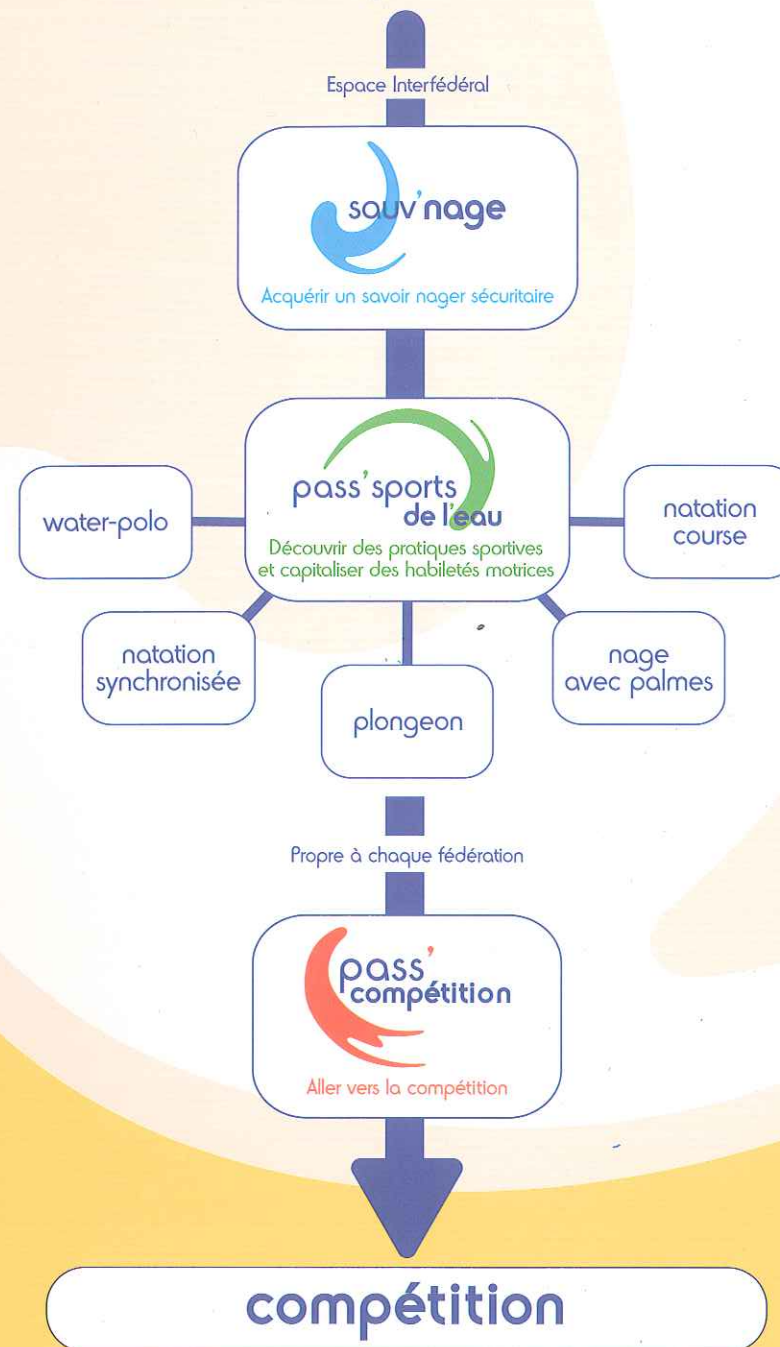 Espace Interfédéral
sauv'nage
Acquérir un savoir nager sécuritaire
pass'sports
de l'eau
Découvrir des pratiques sportives
et capitaliser des habiletés motrices
water-polo
natation
course
natation
synchronisée
nage
avec palmes
plongeon
Propre à chaque fédération
pass'
compétition
Aller vers la compétition
compétition